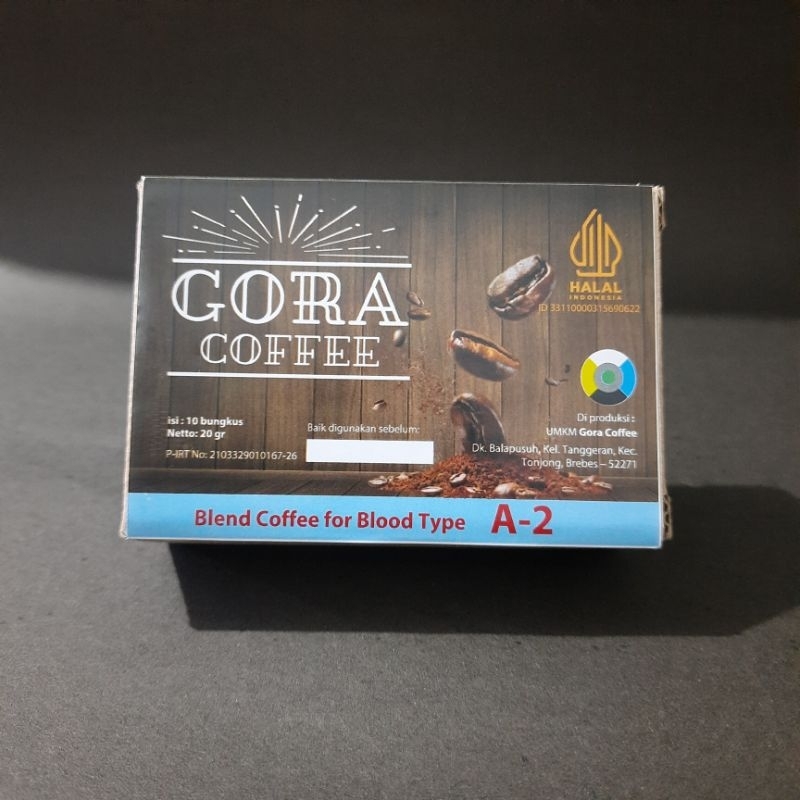 GORA
COFFEE
HALAL
INDONESIA
ID 33110000315690622
isi : 10 bungkus
Netto: 20 gr
P-IRT No: 2103329010167-26
Baik digunakan sebelum:
Di produksi :
UMKM Gora Coffee
Dk. Balapusuh, Kel. Tanggeran, Kec.
Tonjong, Brebes – 52271
Blend Coffee for Blood Type A-2